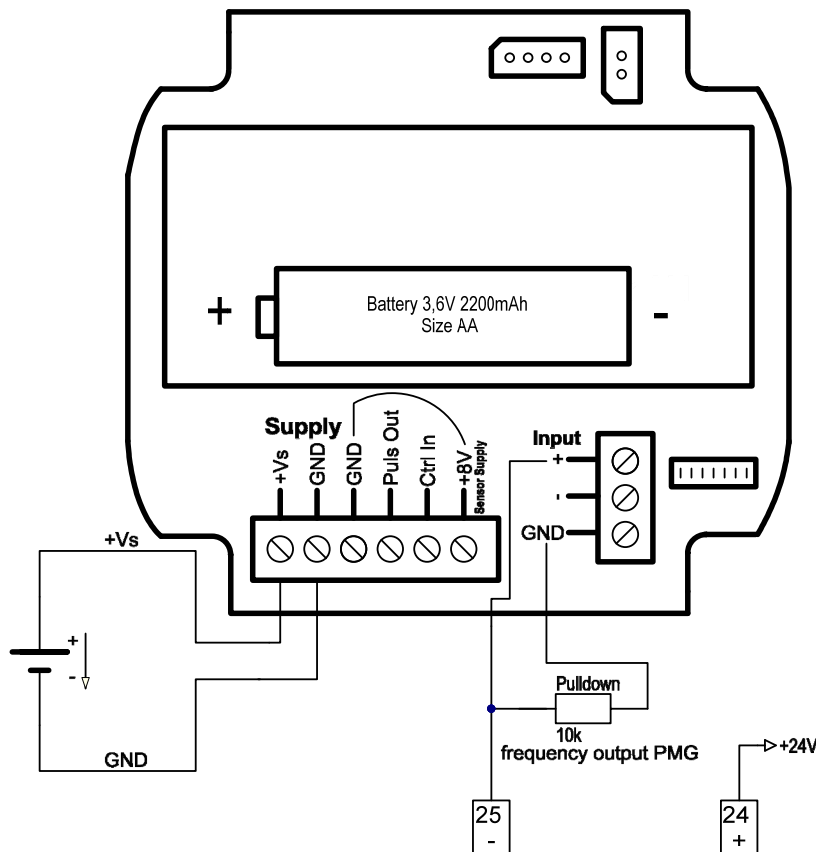 +
-
Battery 3,6V 2200mAh
Size AA
Supply
+Vs
GND
GND
Puls Out
Ctrl In
+8V
Sensor Supply
Input
+
-
GND
+Vs
+
-
GND
Pulldown
10k
frequency output PMG
+24V
25
-
24
+